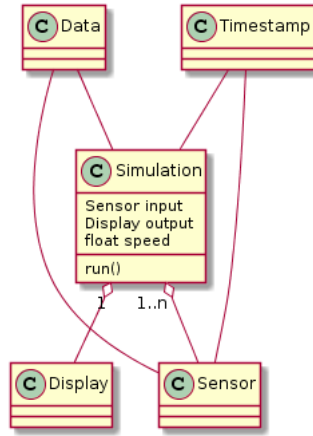 C Data
C Timestamp
C Simulation
Sensor input
Display output
float speed
run()
1
1..n
C Display
C Sensor